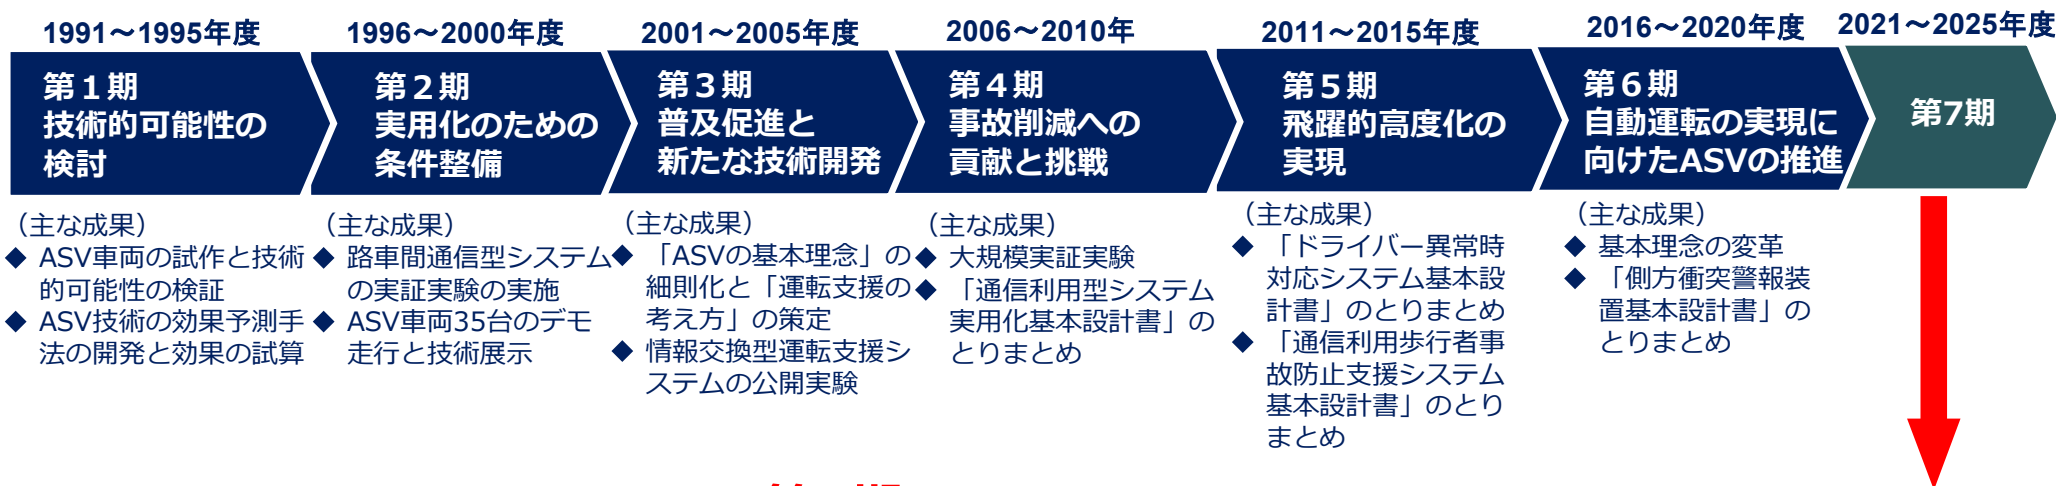 1991～1995年度
第１期
技術的可能性の
検討
（主な成果）
◆ ASV車両の試作と技術
的可能性の検証
◆ ASV技術の効果予測手
法の開発と効果の試算
1996～2000年度
第２期
実用化のための
条件整備
（主な成果）
◆ 路車間通信型システム
の実証実験の実施
◆ ASV車両35台のデモ
走行と技術展示
2001～2005年度
第３期
普及促進と
新たな技術開発
（主な成果）
◆ 「ASVの基本理念」の
細則化と「運転支援の
考え方」の策定
◆ 情報交換型運転支援シ
ステムの公開実験
2006～2010年
第４期
事故削減への
貢献と挑戦
（主な成果）
◆ 大規模実証実験
◆ 「通信利用型システム
実用化基本設計書」の
とりまとめ
2011～2015年度
第５期
飛躍的高度化の
実現
（主な成果）
◆ 「ドライバー異常時
対応システム基本設
計書」のとりまとめ
◆ 「通信利用歩行者事
故防止支援システム
基本設計書」のとり
まとめ
2016～2020年度
第６期
自動運転の実現に
向けたASVの推進
（主な成果）
◆ 基本理念の変革
◆ 「側方衝突警報装
置基本設計書」の
とりまとめ
2021～2025年度
第7期